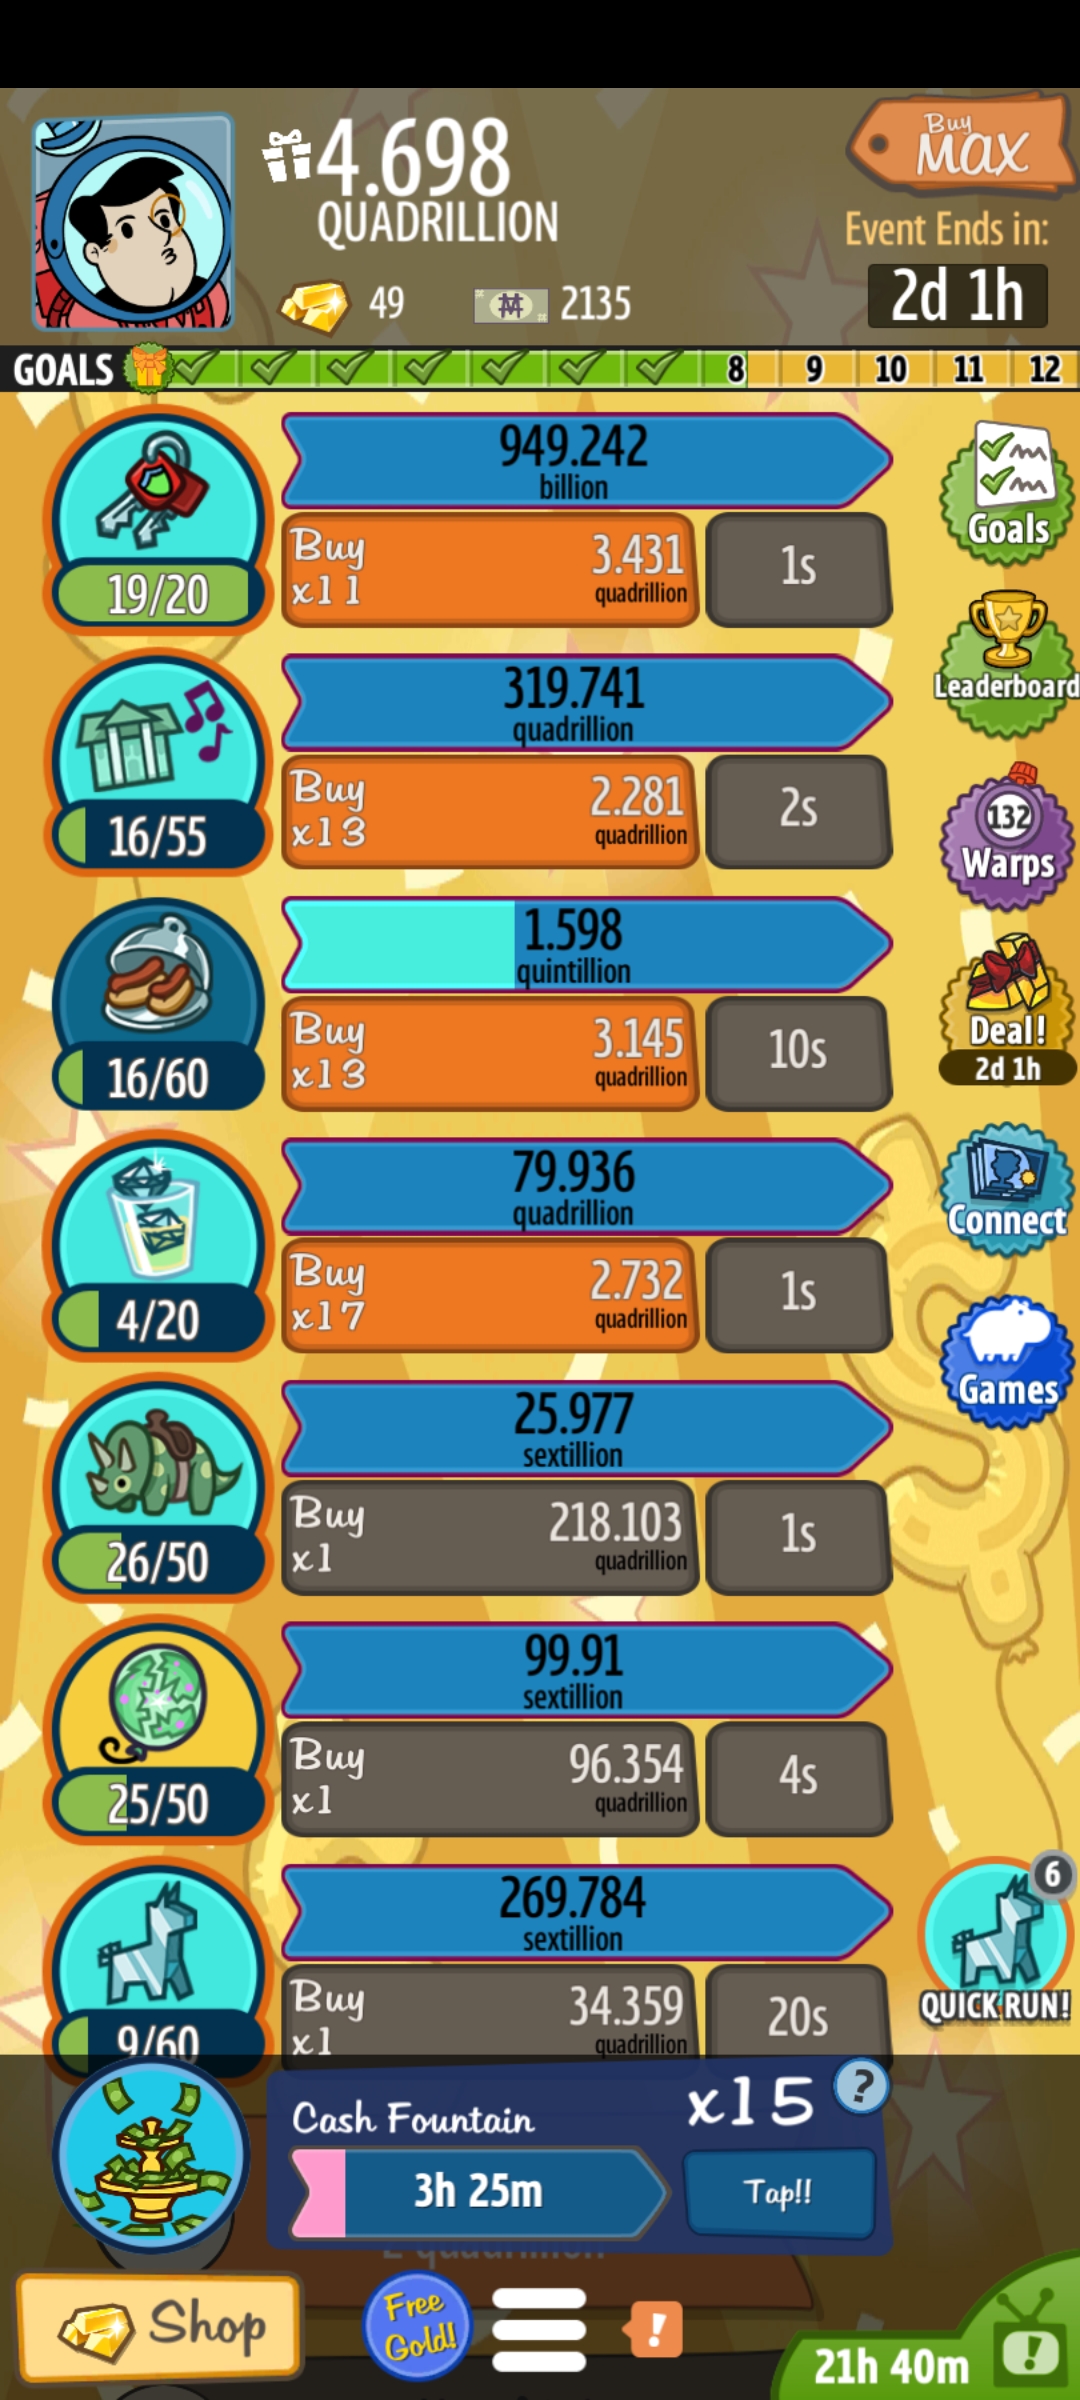 4.698
QUADRILLION
Buy
MAX
Event Ends in:
2d 1h
49
2135
GOALS
8 9 10 11 12
949.242
billion
Buy
x11
3.431
quadrillion
1s
19/20
Goals
319.741
quadrillion
Buy
x13
2.281
quadrillion
2s
16/55
Leaderboard
132
Warps
1.598
quintillion
Buy
x13
3.145
quadrillion
10s
16/60
Deal!
2d 1h
79.936
quadrillion
Buy
x17
2.732
quadrillion
1s
4/20
Connect
Games
25.977
sextillion
Buy
x1
218.103
quadrillion
1s
26/50
99.91
sextillion
Buy
x1
96.354
quadrillion
4s
25/50
269.784
sextillion
Buy
x1
34.359
quadrillion
20s
9/60
6
QUICK RUN!
Cash Fountain
x15
?
3h 25m
Tap!!
Shop
Free
Gold!
!
21h 40m
!